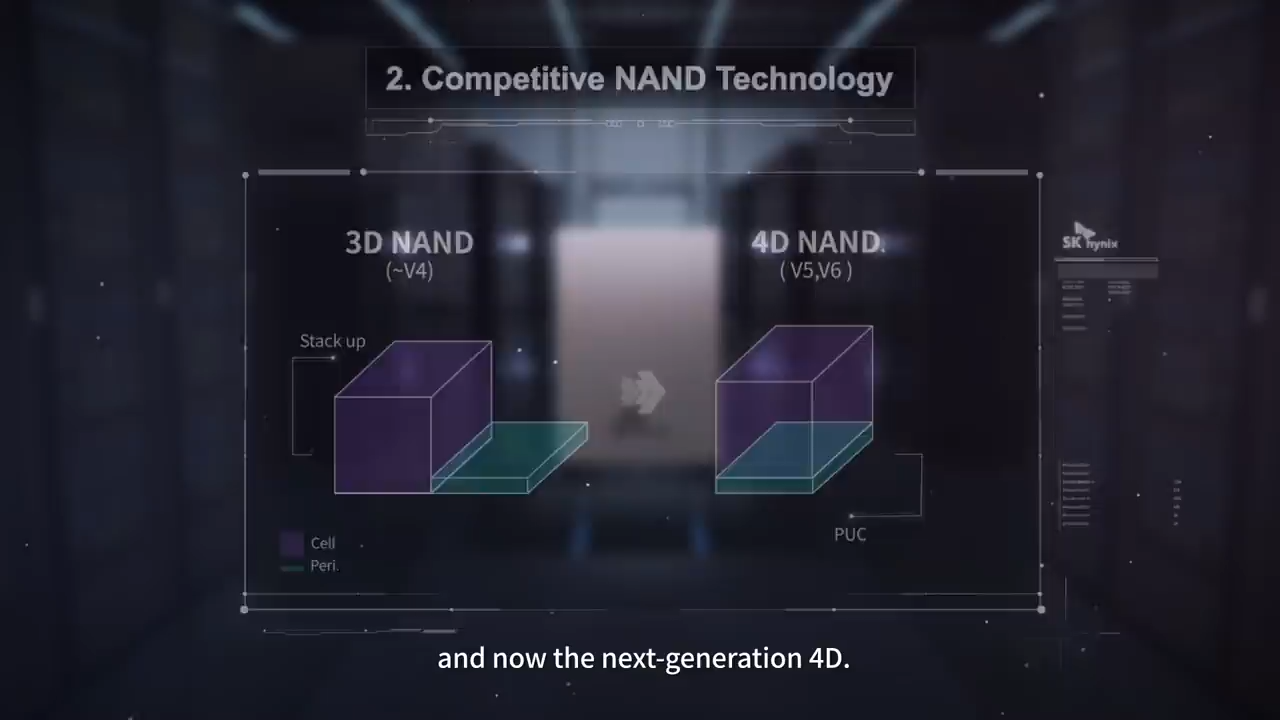 2. Competitive NAND Technology
3D NAND
(~V4)
4D NAND.
( V5,V6 )
SK hynix
Stack up
PUC
Cell
Peri.
and now the next-generation 4D.